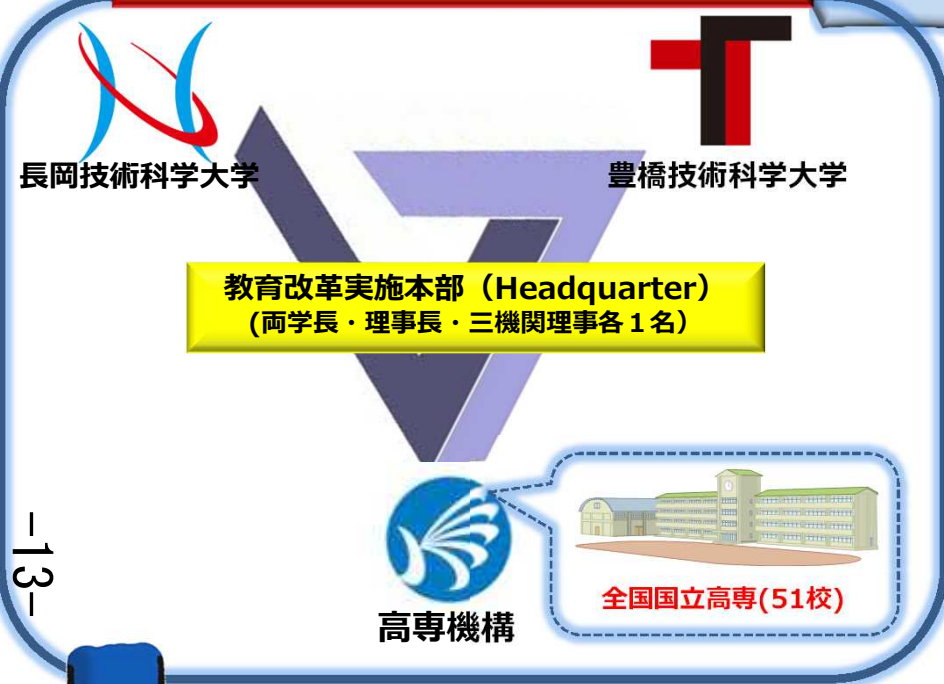 長岡技術科学大学
豊橋技術科学大学
教育改革実施本部（Headquarter）
(両学長・理事長・三機関理事各１名）
全国国立高専(51校)
高専機構
-13-